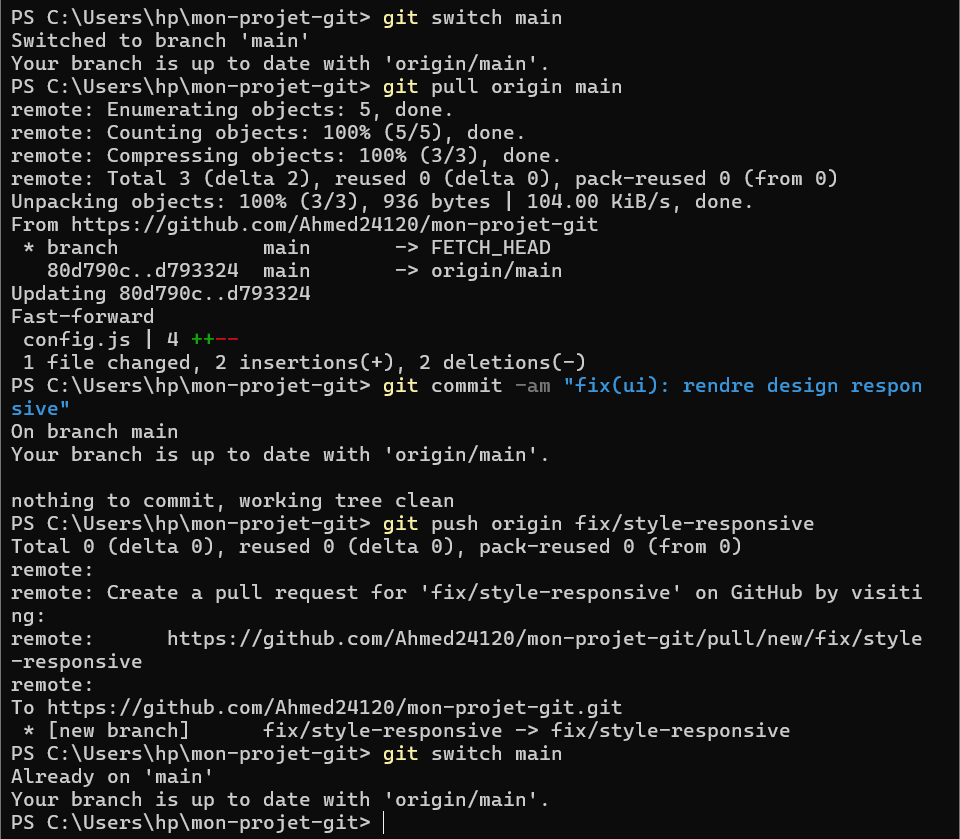 PS C:\Users\hp\mon-projet-git> git switch main
Switched to branch 'main'
Your branch is up to date with 'origin/main'.
PS C:\Users\hp\mon-projet-git> git pull origin main
remote: Enumerating objects: 5, done.
remote: Counting objects: 100% (5/5), done.
remote: Compressing objects: 100% (3/3), done.
remote: Total 3 (delta 2), reused 0 (delta 0), pack-reused 0 (from 0)
Unpacking objects: 100% (3/3), 936 bytes | 104.00 KiB/s, done.
From https://github.com/Ahmed24120/mon-projet-git
 * branch            main       -> FETCH_HEAD
   80d790c..d793324  main       -> origin/main
Updating 80d790c..d793324
Fast-forward
 config.js | 4 ++--
 1 file changed, 2 insertions(+), 2 deletions(-)
PS C:\Users\hp\mon-projet-git> git commit -am "fix(ui): rendre design respon
sive"
On branch main
Your branch is up to date with 'origin/main'.

nothing to commit, working tree clean
PS C:\Users\hp\mon-projet-git> git push origin fix/style-responsive
Total 0 (delta 0), reused 0 (delta 0), pack-reused 0 (from 0)
remote:
remote: Create a pull request for 'fix/style-responsive' on GitHub by visiti
ng:
remote:      https://github.com/Ahmed24120/mon-projet-git/pull/new/fix/style
-responsive
remote:
To https://github.com/Ahmed24120/mon-projet-git.git
 * [new branch]      fix/style-responsive -> fix/style-responsive
PS C:\Users\hp\mon-projet-git> git switch main
Already on 'main'
Your branch is up to date with 'origin/main'.
PS C:\Users\hp\mon-projet-git>